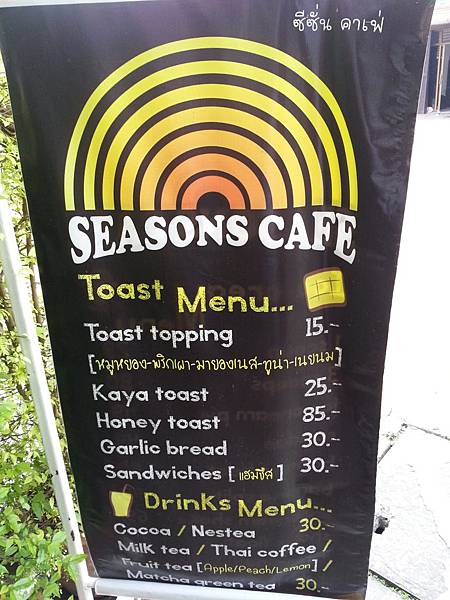 ซีซั่น คาเฟ่
SEASONS CAFE
Toast Menu...
Toast topping 15.-
[หมูหยอง-พริกเผา-มายองเนส-ทูน่า-เนยนม]
Kaya toast 25.-
Honey toast 85.-
Garlic bread 30.-
Sandwiches [แฮมชีส] 30.-
Drinks Menu...
Cocoa / Nestea 30.-
Milk tea / Thai coffee /
Fruit tea [Apple/Peach/Lemon] /
Matcha green tea 30.-